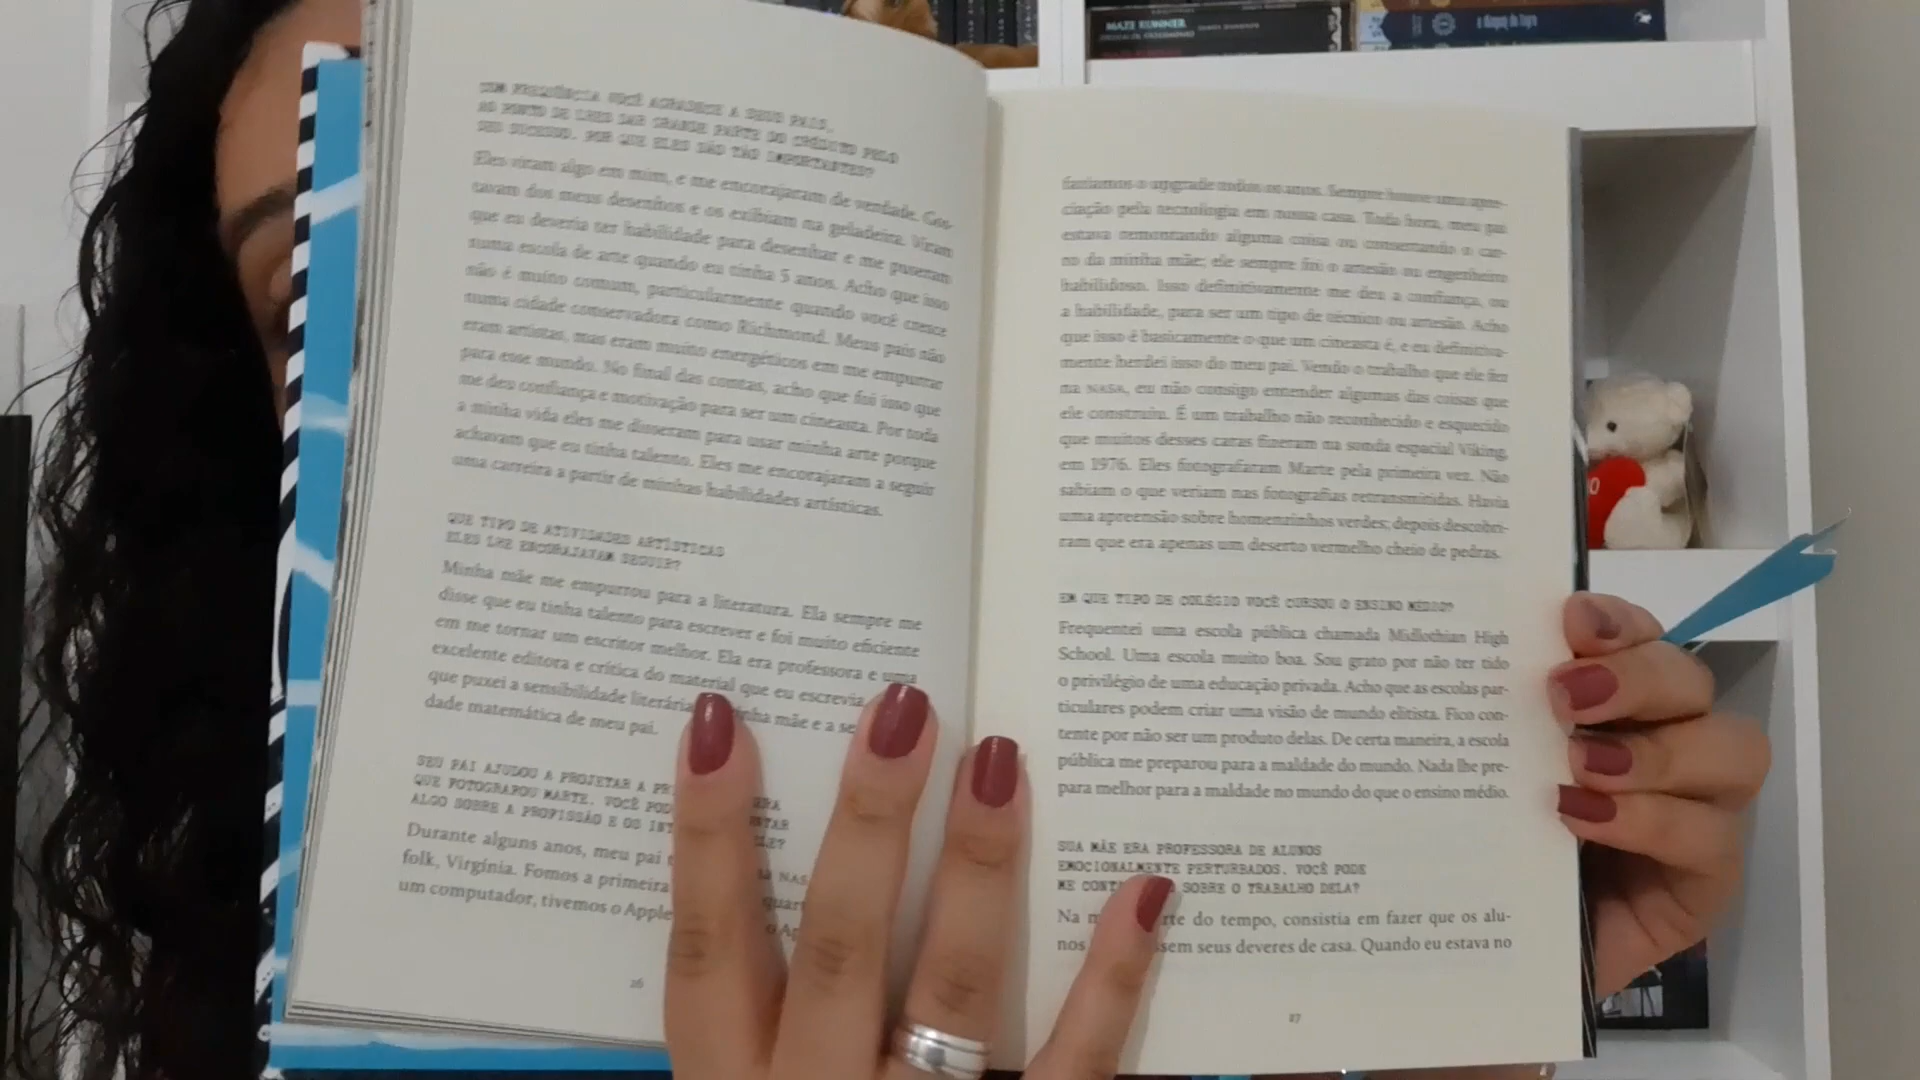 MAZE RUNNER
COM FREQUÊNCIA VOCÊ AGRADECE A SEUS PAIS,
AO PONTO DE LHES DAR GRANDE PARTE DO CRÉDITO PELO
SEU SUCESSO. POR QUE ELES SÃO TÃO IMPORTANTES?
Eles viram algo em mim, e me encorajaram de verdade. Gos-
tavam dos meus desenhos e os exibiam na geladeira. Viram
que eu deveria ter habilidade para desenhar e me puseram
numa escola de arte quando eu tinha 5 anos. Acho que isso
não é muito comum, particularmente quando você cresce
numa cidade conservadora como Richmond. Meus pais não
eram artistas, mas eram muito energéticos em me empurrar
para esse mundo. No final das contas, acho que foi isso que
me deu confiança e motivação para ser um cineasta. Por toda
a minha vida eles me disseram para usar minha arte porque
achavam que eu tinha talento. Eles me encorajaram a seguir
uma carreira a partir de minhas habilidades artísticas.
QUE TIPO DE ATIVIDADES ARTÍSTICAS
ELES LHE ENCORAJAVAM SEGUIR?
Minha mãe me empurrou para a literatura. Ela sempre me
disse que eu tinha talento para escrever e foi muito eficiente
em me tornar um escritor melhor. Ela era professora e uma
excelente editora e crítica do material que eu escrevia.
que puxei a sensibilidade literária mãe e a
dade matemática de meu pai.
SEU PAI AJUDOU A PROJETAR A
QUE FOTOGRAFOU MARTE. VOCÊ
ALGO SOBRE A PROFISSÃO E OS
Durante alguns anos, meu pai
folk, Virgínia. Fomos a primeira
um computador, tivemos o Apple
26
fazíamos o upgrade todos os anos. Sempre houve uma apre-
ciação pela tecnologia em nossa casa. Toda hora, meu pai
estava remontando alguma coisa ou consertando o car-
ro da minha mãe; ele sempre foi o artesão ou engenheiro
habilidoso. Isso definitivamente me deu a confiança, ou
a habilidade, para ser um tipo de técnico ou artesão. Acho
que isso é basicamente o que um cineasta é, e eu definitiva-
mente herdei isso do meu pai. Vendo o trabalho que ele fez
na NASA, eu não consigo entender algumas das coisas que
ele construiu. É um trabalho não reconhecido e esquecido
que muitos desses caras fizeram na sonda espacial Viking,
em 1976. Eles fotografaram Marte pela primeira vez. Não
sabiam o que veriam nas fotografias retransmitidas. Havia
uma apreensão sobre homenzinhos verdes; depois descobri-
ram que era apenas um deserto vermelho cheio de pedras.
EM QUE TIPO DE COLÉGIO VOCÊ CURSOU O ENSINO MÉDIO?
Frequentei uma escola pública chamada Midlothian High
School. Uma escola muito boa. Sou grato por não ter tido
o privilégio de uma educação privada. Acho que as escolas par-
ticulares podem criar uma visão de mundo elitista. Fico con-
tente por não ser um produto delas. De certa maneira, a escola
pública me preparou para a maldade do mundo. Nada lhe pre-
para melhor para a maldade no mundo do que o ensino médio.
SUA MÃE ERA PROFESSORA DE ALUNOS
EMOCIONALMENTE PERTURBADOS. VOCÊ PODE
ME SOBRE O TRABALHO DELA?
Na do tempo, consistia em fazer que os alu-
nos seus deveres de casa. Quando eu estava no
27